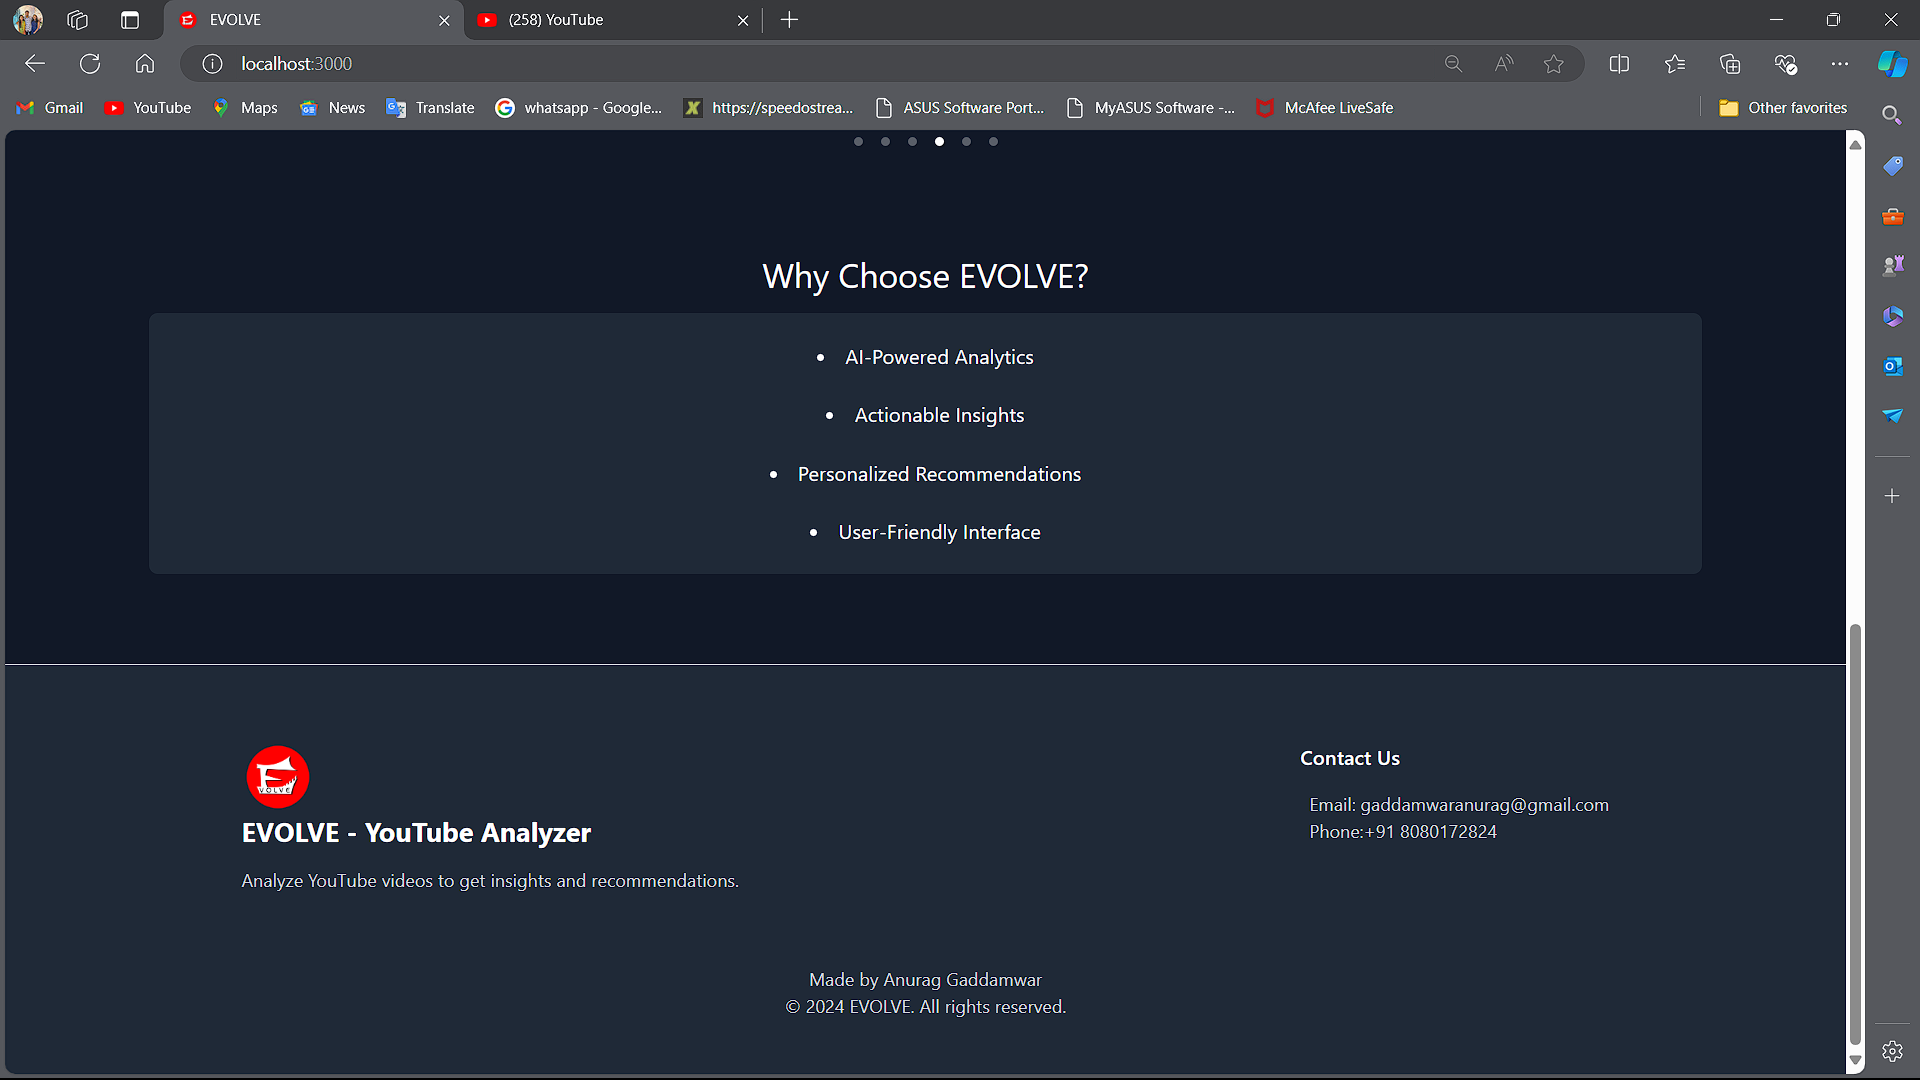 EVOLVE
(258) YouTube
localhost:3000
Gmail
YouTube
Maps
News
Translate
whatsapp - Google...
https://speedostrea...
ASUS Software Port...
MyASUS Software -...
McAfee LiveSafe
Other favorites
Why Choose EVOLVE?
• AI-Powered Analytics
• Actionable Insights
• Personalized Recommendations
• User-Friendly Interface
E
VOLVE
EVOLVE - YouTube Analyzer
Analyze YouTube videos to get insights and recommendations.
Contact Us
Email: gaddamwaranurag@gmail.com
Phone:+91 8080172824
Made by Anurag Gaddamwar
© 2024 EVOLVE. All rights reserved.